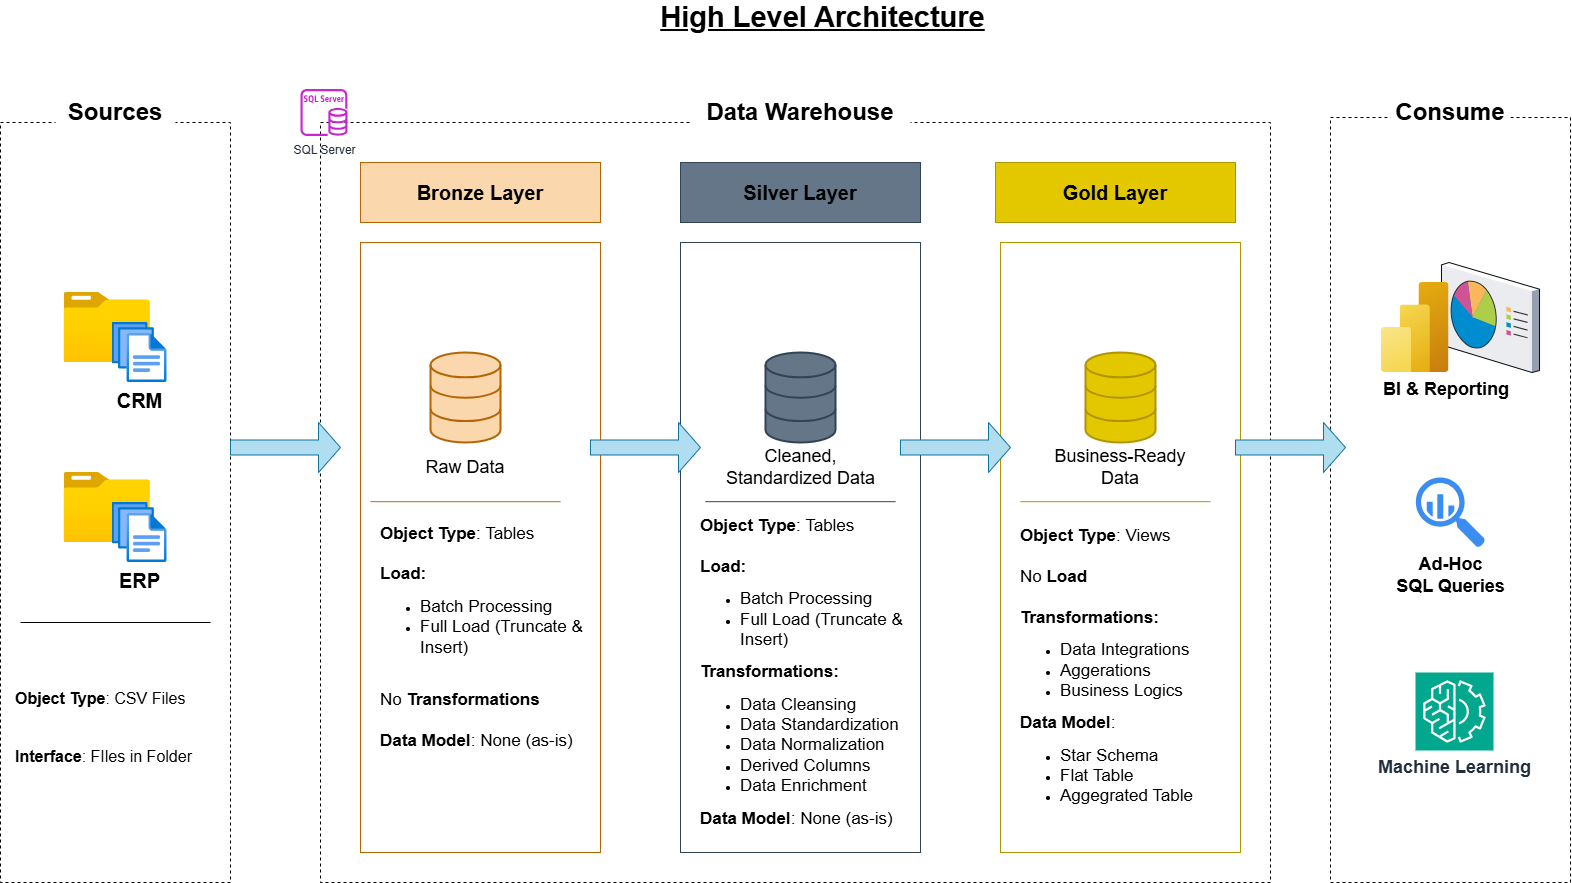 High Level Architecture
Sources
CRM
ERP
Object Type: CSV Files
Interface: FIles in Folder
SQL Server
SQL Server
Data Warehouse
Bronze Layer
Raw Data
Object Type: Tables
Load:
Batch Processing
Full Load (Truncate &
Insert)
No Transformations
Data Model: None (as-is)
Silver Layer
Cleaned,
Standardized Data
Object Type: Tables
Load:
Batch Processing
Full Load (Truncate &
Insert)
Transformations:
Data Cleansing
Data Standardization
Data Normalization
Derived Columns
Data Enrichment
Data Model: None (as-is)
Gold Layer
Business-Ready
Data
Object Type: Views
No Load
Transformations:
Data Integrations
Aggerations
Business Logics
Data Model:
Star Schema
Flat Table
Aggegrated Table
Consume
BI & Reporting
Ad-Hoc
SQL Queries
Machine Learning